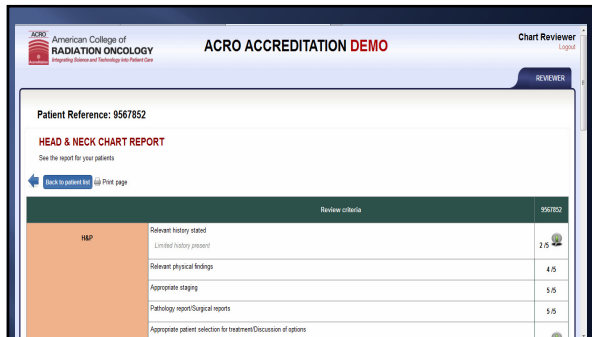 ACRO
American College of
RADIATION ONCOLOGY
Integrating Science and Technology into Patient Care
Accreditation
ACRO ACCREDITATION DEMO
Chart Reviewer
Logout
REVIEWER
Patient Reference: 9567852
HEAD & NECK CHART REPORT
See the report for your patients
Back to patient list Print page
Review criteria 9567852
H&P
Relevant history stated
Limited history present
2 /5
Relevant physical findings 4 /5
Appropriate staging 5 /5
Pathology report/Surgical reports 5 /5
Appropriate patient selection for treatment/Discussion of options